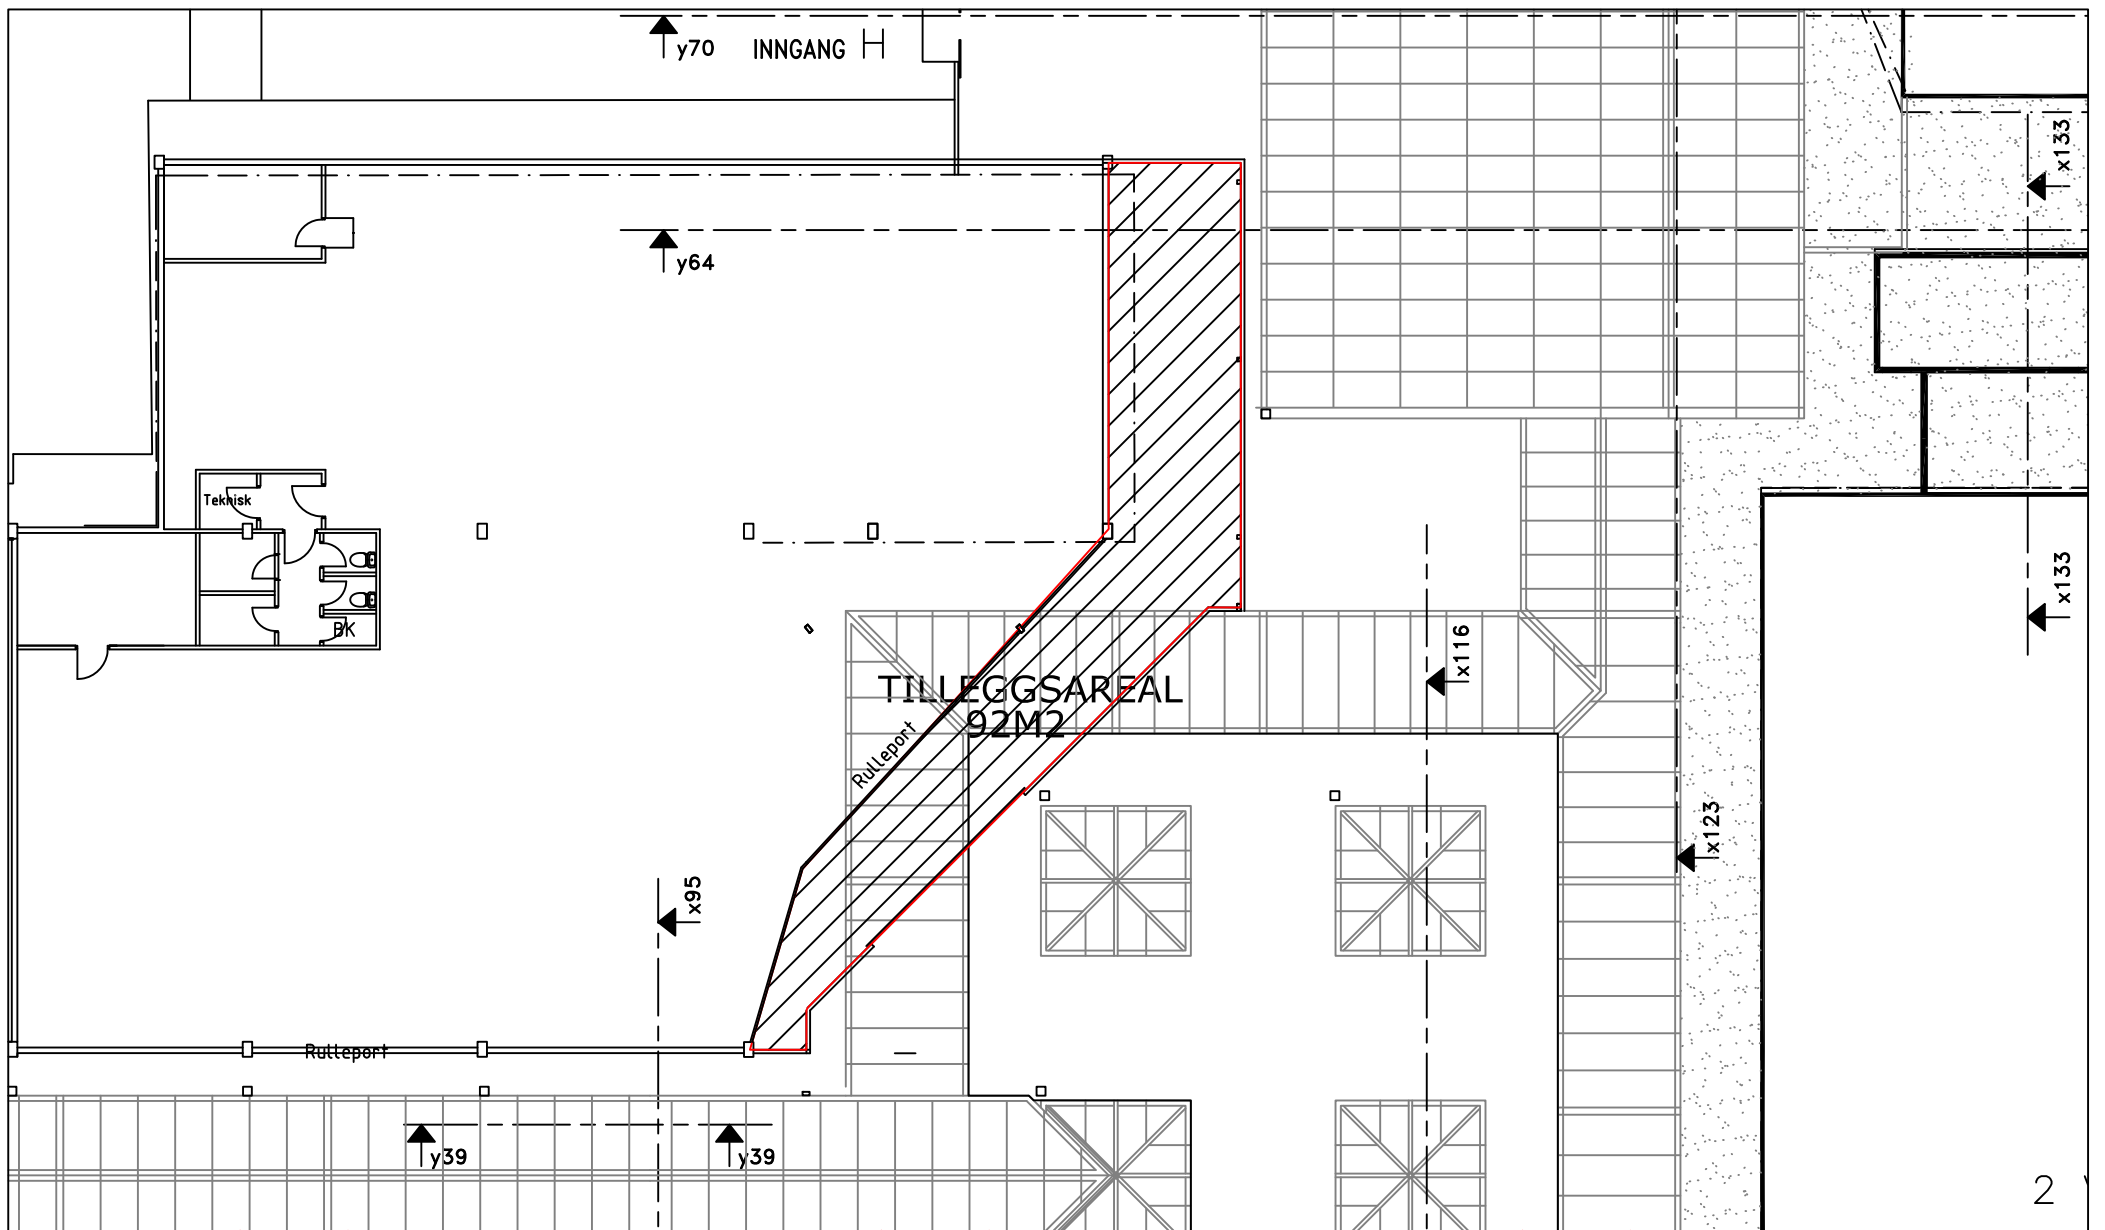 y70
INNGANG H
x133
y64
Teknisk
BK
x133
x116
TILLEGGSAREAL
92M2
Rulleport
x123
x95
Rulleport
y39
y39
2